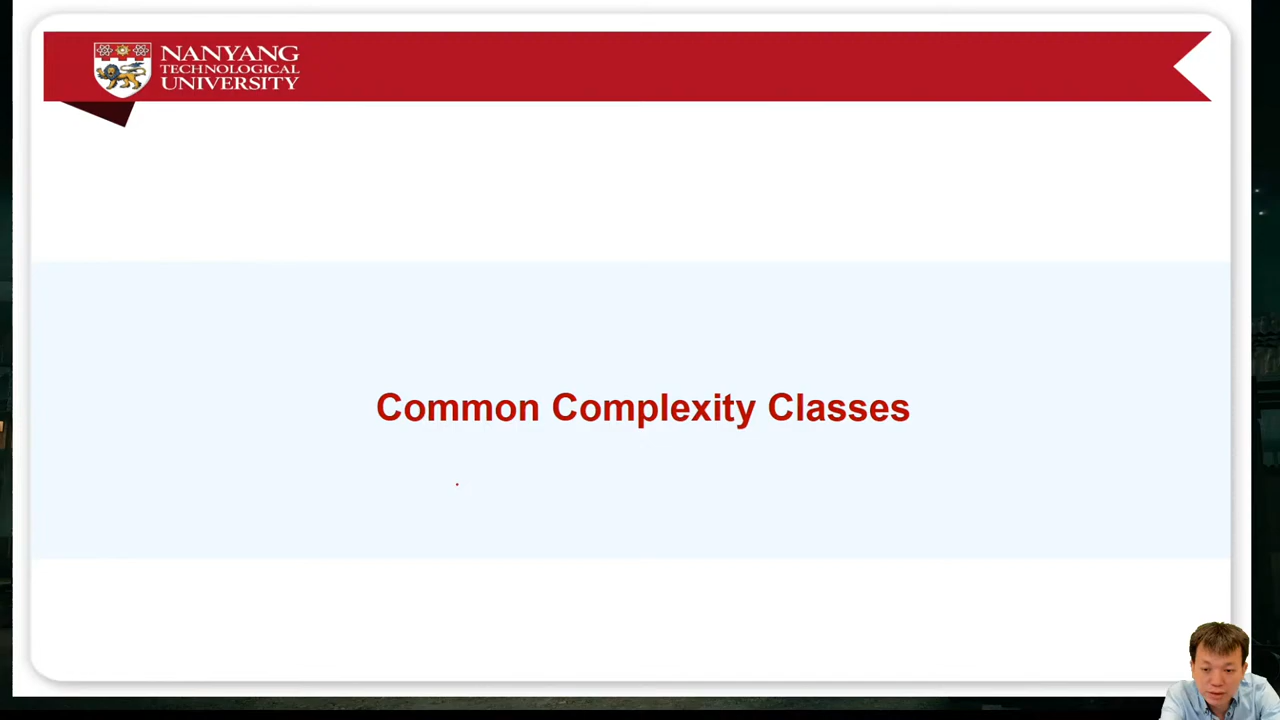 NANYANG
TECHNOLOGICAL
UNIVERSITY
Common Complexity Classes